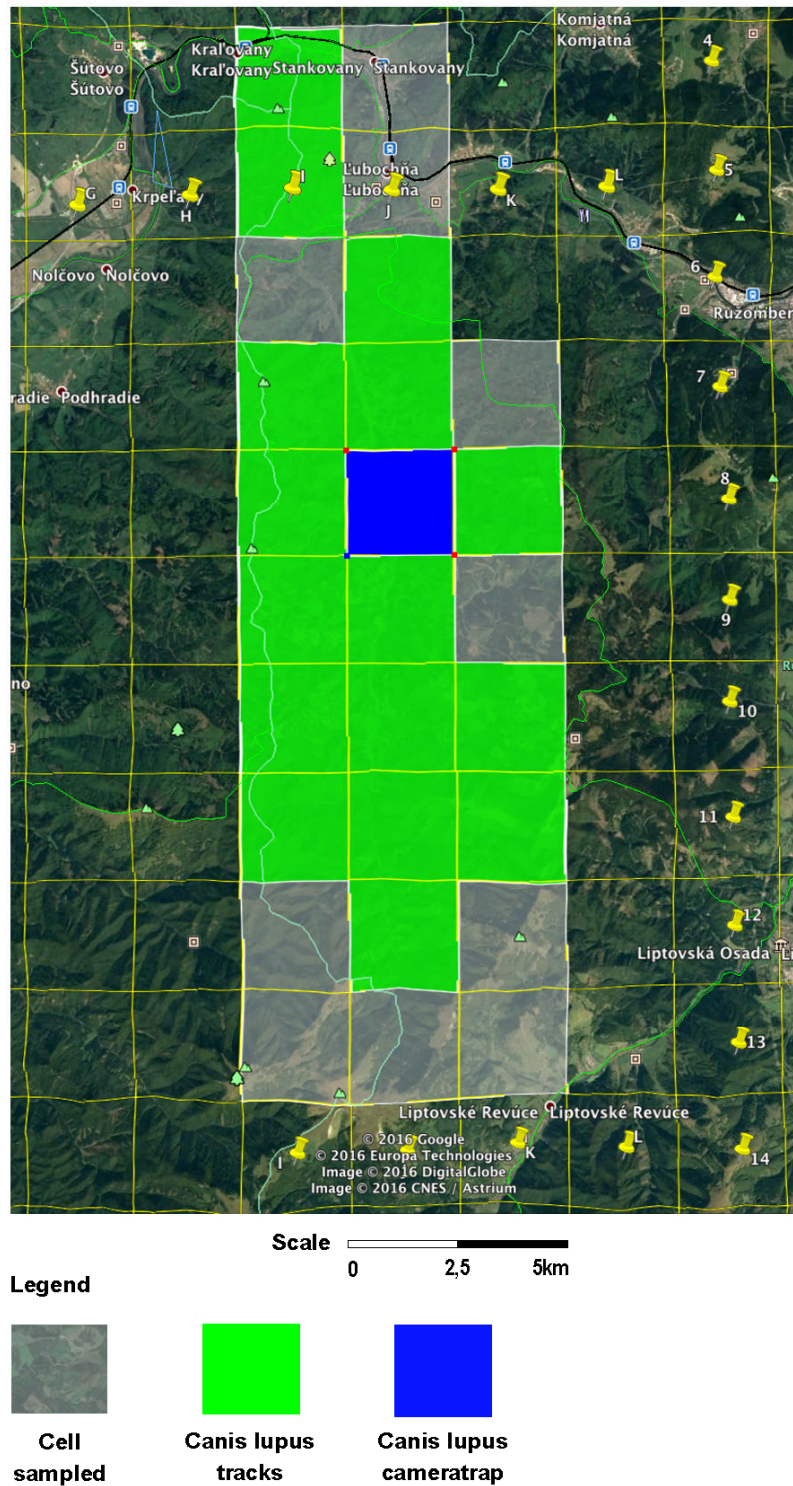 Komjatná
Komjatná
4
Kraľovany
Kraľovany
Stankovany
Stankovany
Šútovo
Šútovo
5
Ľubochňa
Ľubochňa
G
Krpeľany
H
I
J
K
L
6
Nolčovo
Nolčovo
Ružomber
7
radie
Podhradie
8
9
no
10
11
12
Liptovská Osada
Li
13
Liptovské Revúce
Liptovské Revúce
I
K
L
14
© 2016 Google
© 2016 Europa Technologies
Image © 2016 DigitalGlobe
Image © 2016 CNES / Astrium
Scale
0
2,5
5km
Legend
Cell
sampled
Canis lupus
tracks
Canis lupus
cameratrap